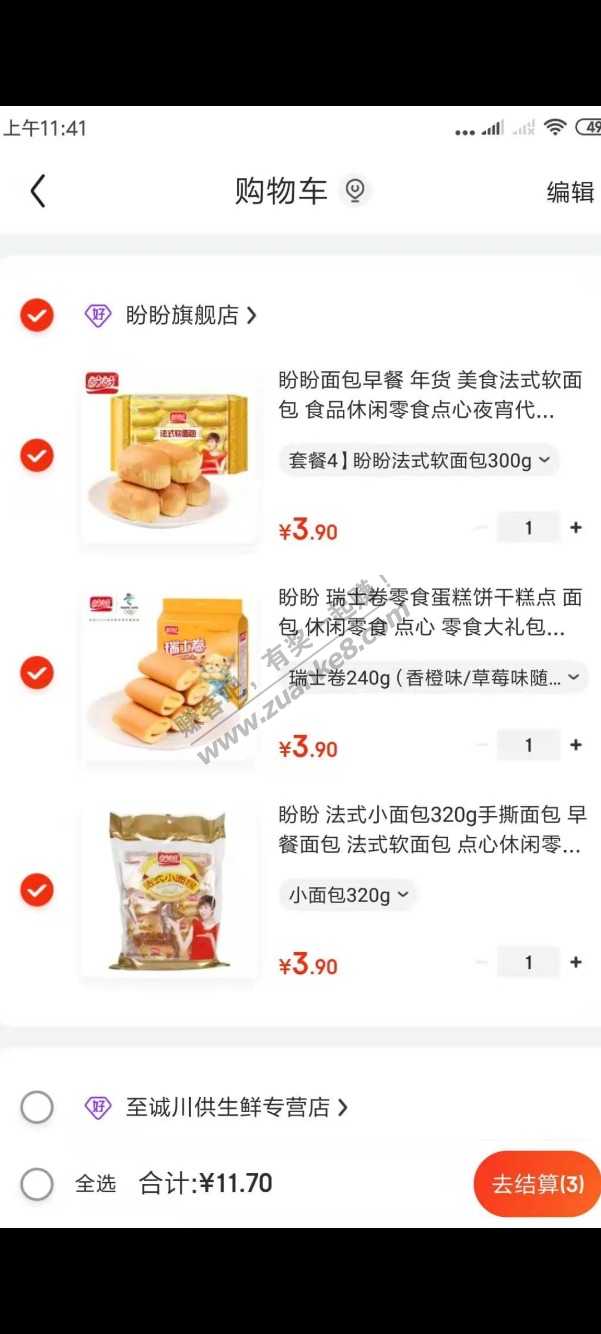 上午11:41
49
购物车
编辑
好 盼盼旗舰店
盼盼面包早餐 年货 美食法式软面
包 食品休闲零食点心夜宵代...
法式软面包
套餐4】盼盼法式软面包300g
¥3.90
1 +
盼盼 瑞士卷零食蛋糕饼干糕点 面
包 休闲零食 点心 零食大礼包...
瑞士卷
瑞士卷240g（香橙味/草莓味随...
¥3.90
1 +
赚客吧，有奖一起赚！
www.zuanke8.com
盼盼 法式小面包320g手撕面包 早
餐面包 法式软面包 点心休闲零...
法式小面包
小面包320g
¥3.90
1 +
好 至诚川供生鲜专营店
全选 合计:¥11.70
去结算(3)